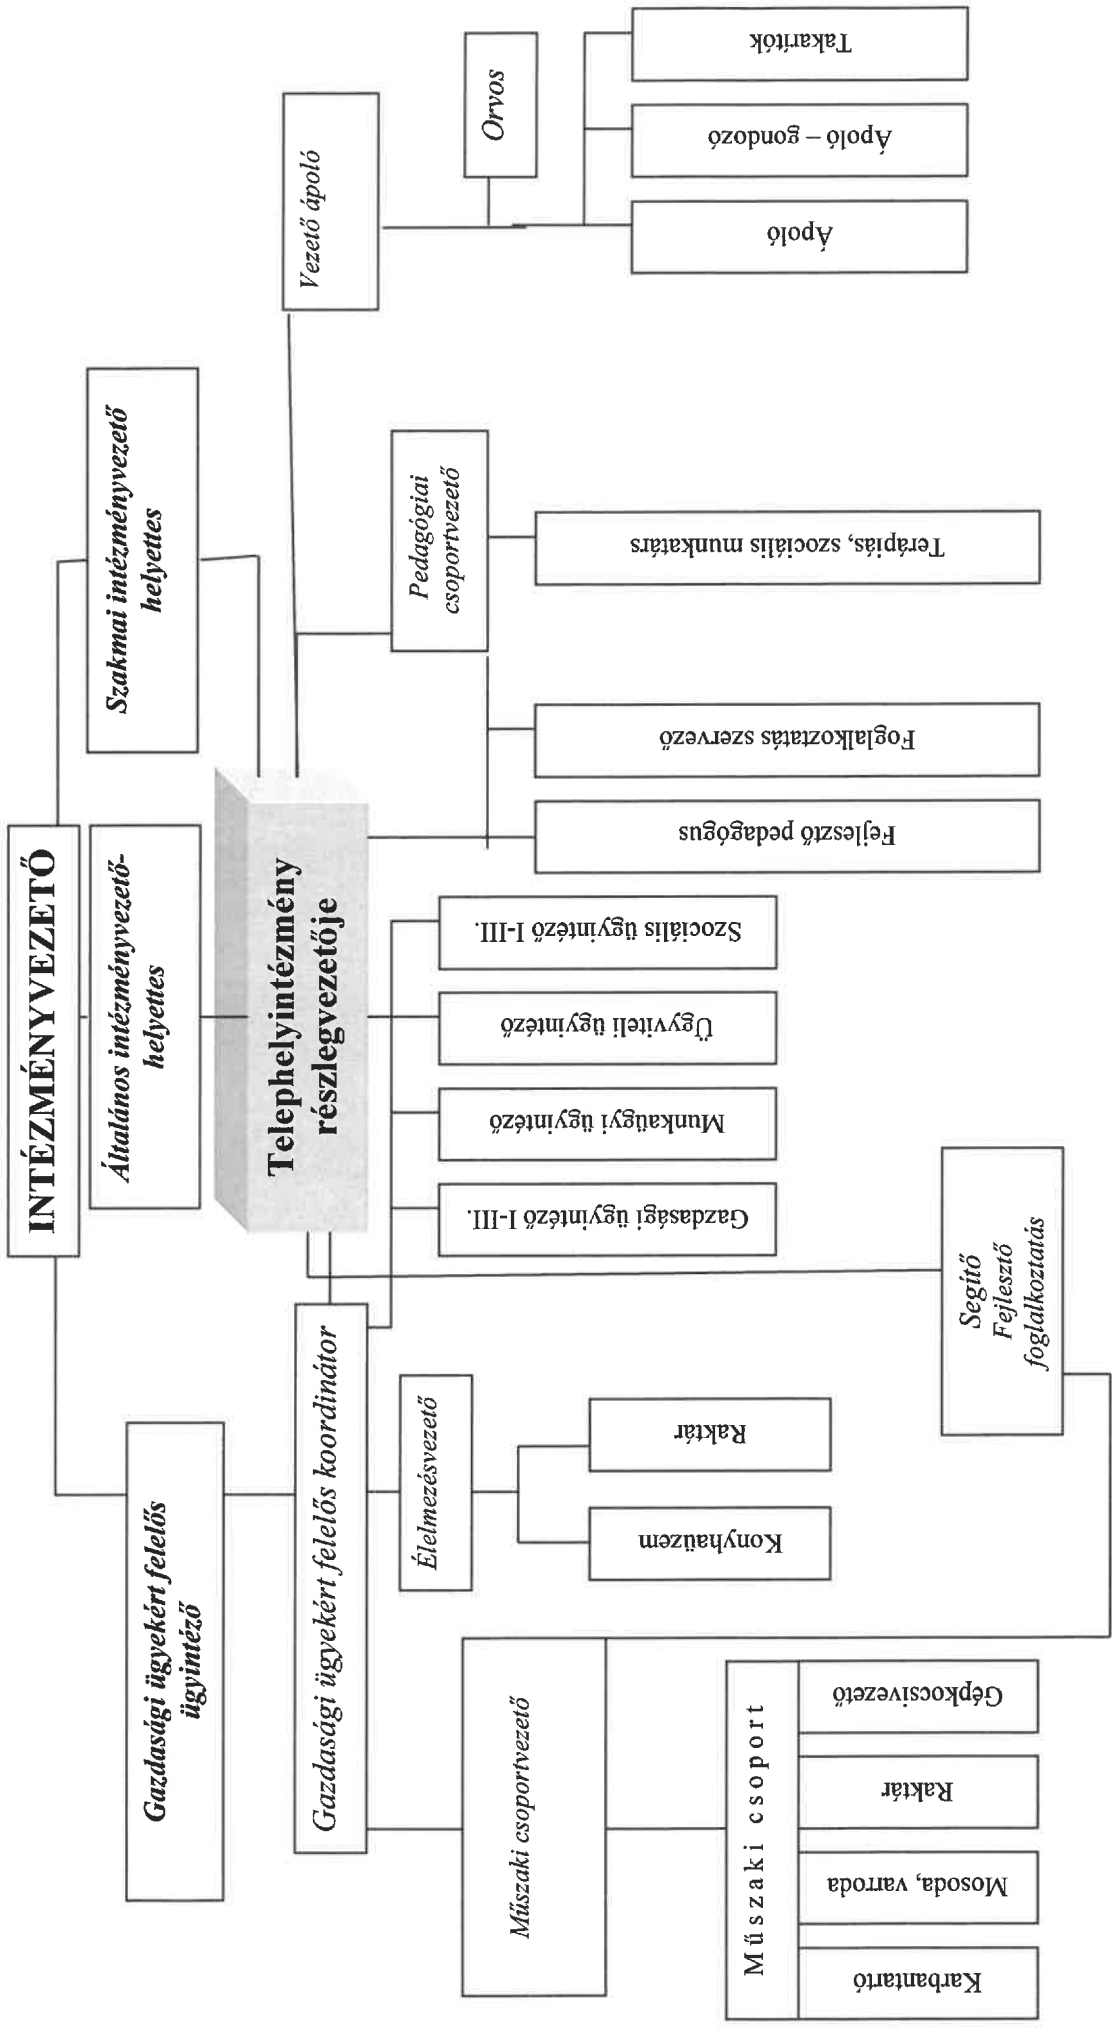 INTÉZMÉNYVEZETŐ
Gazdasági ügyekért felelős
ügyintéző
Általános intézményvezető-
helyettes
Szakmai intézményvezető
helyettes
Telephelyintézmény
részlegvezetője
Gazdasági ügyekért felelős koordinátor
Vezető ápoló
Műszaki csoportvezető
Élelmezésvezető
Pedagógiai
csoportvezető
Orvos
Gazdasági ügyintéző I-III.
Munkaügyi ügyintéző
Ügyviteli ügyintéző
Szociális ügyintéző I-III.
Fejlesztő pedagógus
Foglalkoztatás szervező
Terápiás, szociális munkatárs
Konyhaüzem
Raktár
Ápoló
Ápoló – gondozó
Takarítók
Műszaki csoport
Karbantartó
Mosoda, varroda
Raktár
Gépkocsivezető
Segítő
Fejlesztő
foglalkoztatás